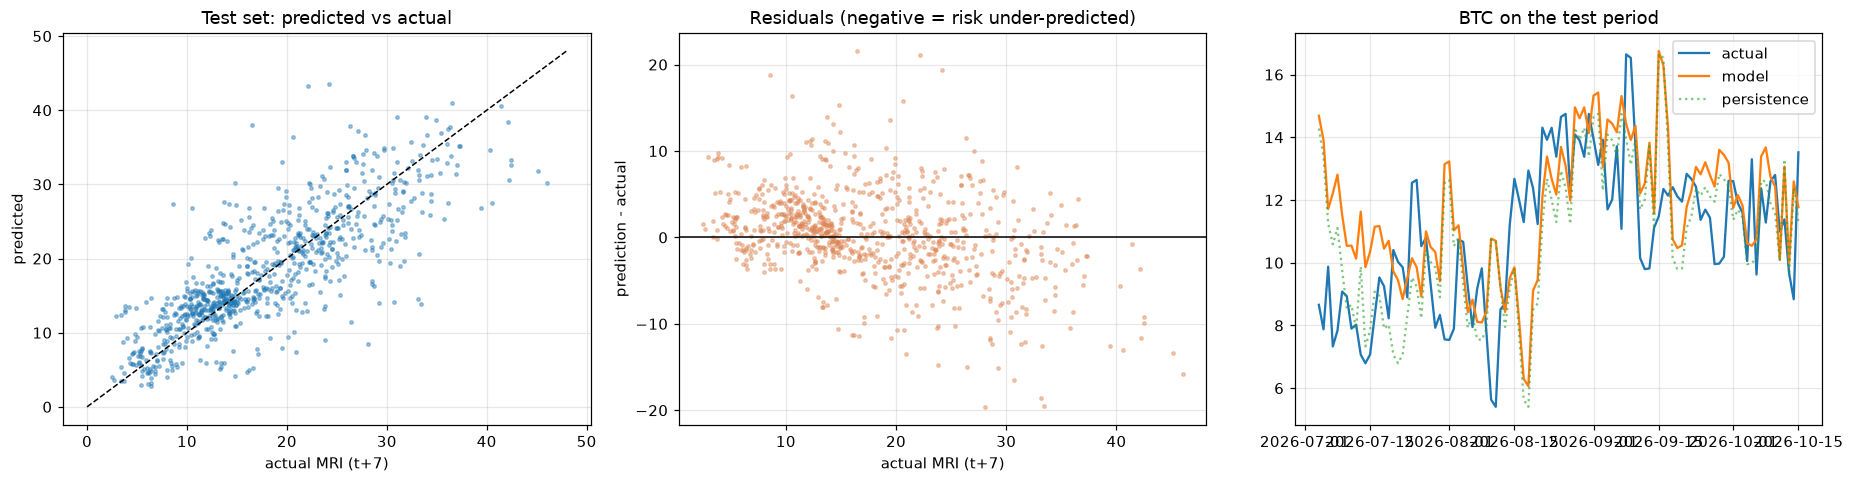 Test set: predicted vs actual
50
40
30
20
10
0
predicted
0 10 20 30 40 50
actual MRI (t+7)
Residuals (negative = risk under-predicted)
20
10
0
−10
−20
prediction - actual
10 20 30 40
actual MRI (t+7)
BTC on the test period
actual
model
persistence
16
14
12
10
8
6
2026-07-01 2026-07-15 2026-08-01 2026-08-15 2026-09-01 2026-09-15 2026-10-01 2026-10-15